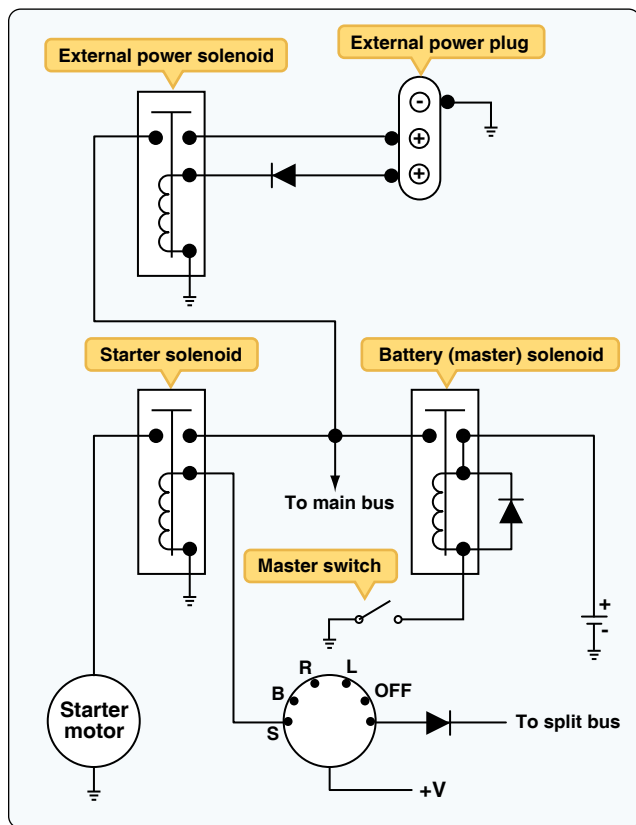 External power solenoid
External power plug
-
+
+
Starter solenoid
Battery (master) solenoid
To main bus
Master switch
+
-
R
L
B
OFF
S
Starter
motor
To split bus
+V